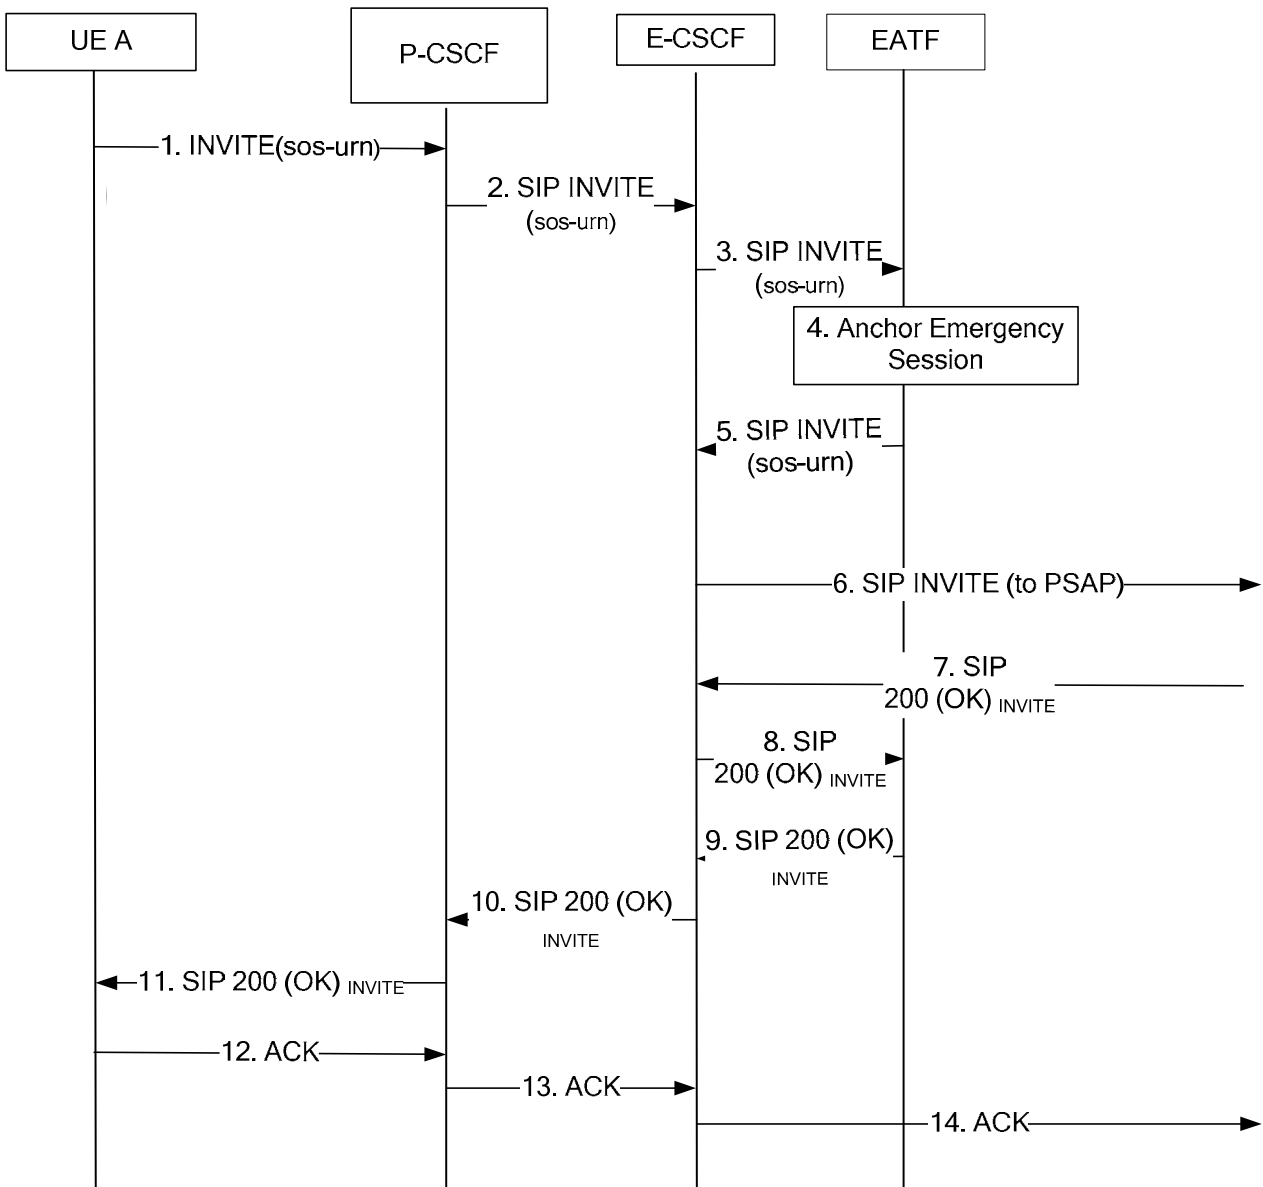 UE A
P-CSCF
E-CSCF
EATF
1. INVITE(sos-urn)
2. SIP INVITE
(sos-urn)
3. SIP INVITE
(sos-urn)
4. Anchor Emergency
Session
5. SIP INVITE
(sos-urn)
6. SIP INVITE (to PSAP)
7. SIP
200 (OK) INVITE
8. SIP
200 (OK) INVITE
9. SIP 200 (OK)
INVITE
10. SIP 200 (OK)
INVITE
11. SIP 200 (OK) INVITE
12. ACK
13. ACK
14. ACK